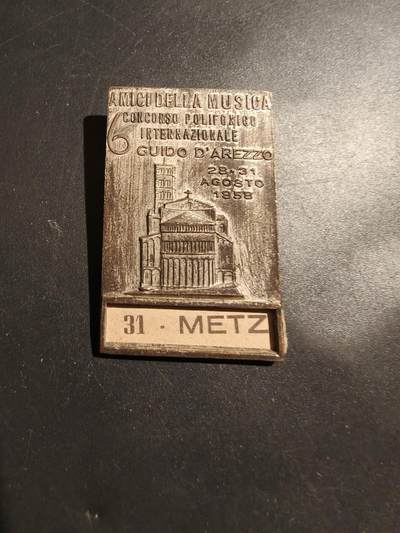 AMICI DELLA MUSICA
6 CONCORSO POLIFONICO
INTERNAZIONALE
GUIDO D'AREZZO
28-31
AGOSTO
1958
31 - METZ